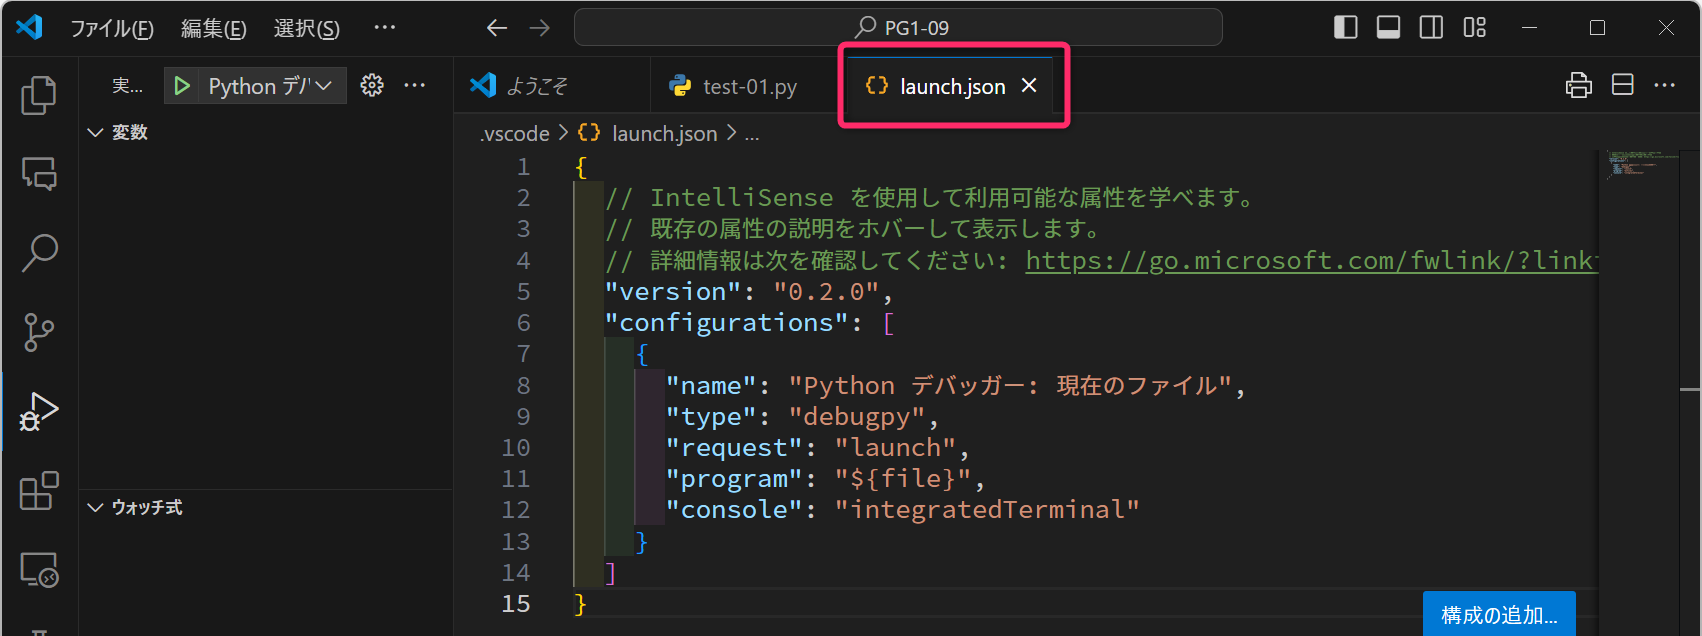 ファイル(F) 編集(E) 選択(S) … PG1-09
実... Python デバ
ようこそ test-01.py launch.json
変数
ウォッチ式
.vscode > launch.json > ...
1 {
2 // IntelliSense を使用して利用可能な属性を学べます。
3 // 既存の属性の説明をホバーして表示します。
4 // 詳細情報は次を確認してください: https://go.microsoft.com/fwlink/?link
5 "version": "0.2.0",
6 "configurations": [
7 {
8 "name": "Python デバッガー: 現在のファイル",
9 "type": "debugpy",
10 "request": "launch",
11 "program": "${file}",
12 "console": "integratedTerminal"
13 }
14 ]
15 }
構成の追加...